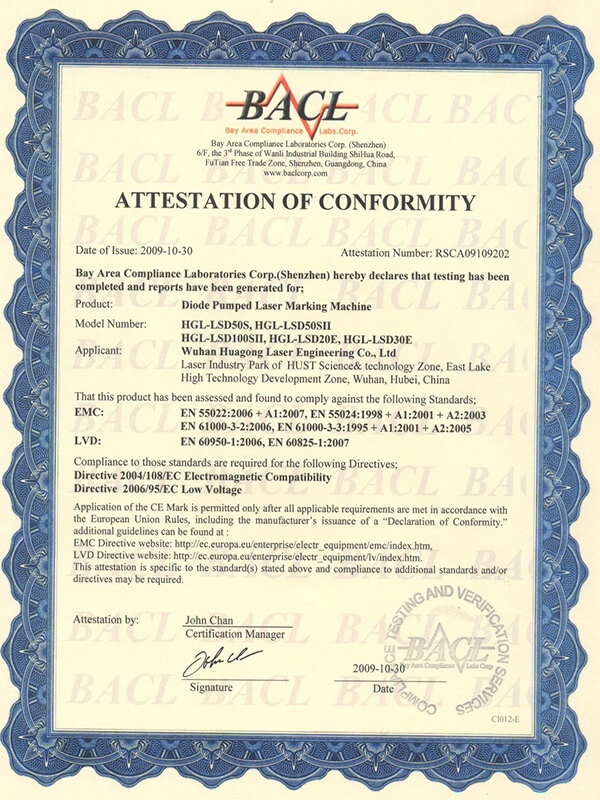 BACL
Bay Area Compliance Labs.Corp.
Bay Area Compliance Laboratories Corp. (Shenzhen)
6/F, the 3rd Phase of Wanli Industrial Building ShiHua Road,
FuTian Free Trade Zone, Shenzhen, Guangdong, China
www.baclcorp.com
ATTESTATION OF CONFORMITY
Date of Issue: 2009-10-30 Attestation Number: RSCA09109202
Bay Area Compliance Laboratories Corp.(Shenzhen) hereby declares that testing has been
completed and reports have been generated for;
Product: Diode Pumped Laser Marking Machine
Model Number: HGL-LSD50S, HGL-LSD50SII
HGL-LSD100SII, HGL-LSD20E, HGL-LSD30E
Applicant: Wuhan Huagong Laser Engineering Co., Ltd
Laser Industry Park of HUST Science& technology Zone, East Lake
High Technology Development Zone, Wuhan, Hubei, China
That this product has been assessed and found to comply against the following Standards;
EMC: EN 55022:2006 + A1:2007, EN 55024:1998 + A1:2001 + A2:2003
EN 61000-3-2:2006, EN 61000-3-3:1995 + A1:2001 + A2:2005
LVD: EN 60950-1:2006, EN 60825-1:2007
Compliance to those standards are required for the following Directives;
Directive 2004/108/EC Electromagnetic Compatibility
Directive 2006/95/EC Low Voltage
Application of the CE Mark is permitted only after all applicable requirements are met in accordance with
the European Union Rules, including the manufacturer's issuance of a “Declaration of Conformity.”
additional guidelines can be found at :
EMC Directive website: http://ec.europa.eu/enterprise/electr_equipment/emc/index.htm,
LVD Directive website: http://ec.europa.eu/enterprise/electr_equipment/lv/index.htm.
This attestation is specific to the standard(s) stated above and compliance to additional standards and/or
directives may be required.
Attestation by: John Chan
Certification Manager
John Ch
Signature
2009-10-30
Date
COMPLIANCE TESTING AND VERIFICATION SERVICES
BACL
Bay Area Compliance Labs Corp
CI012-E